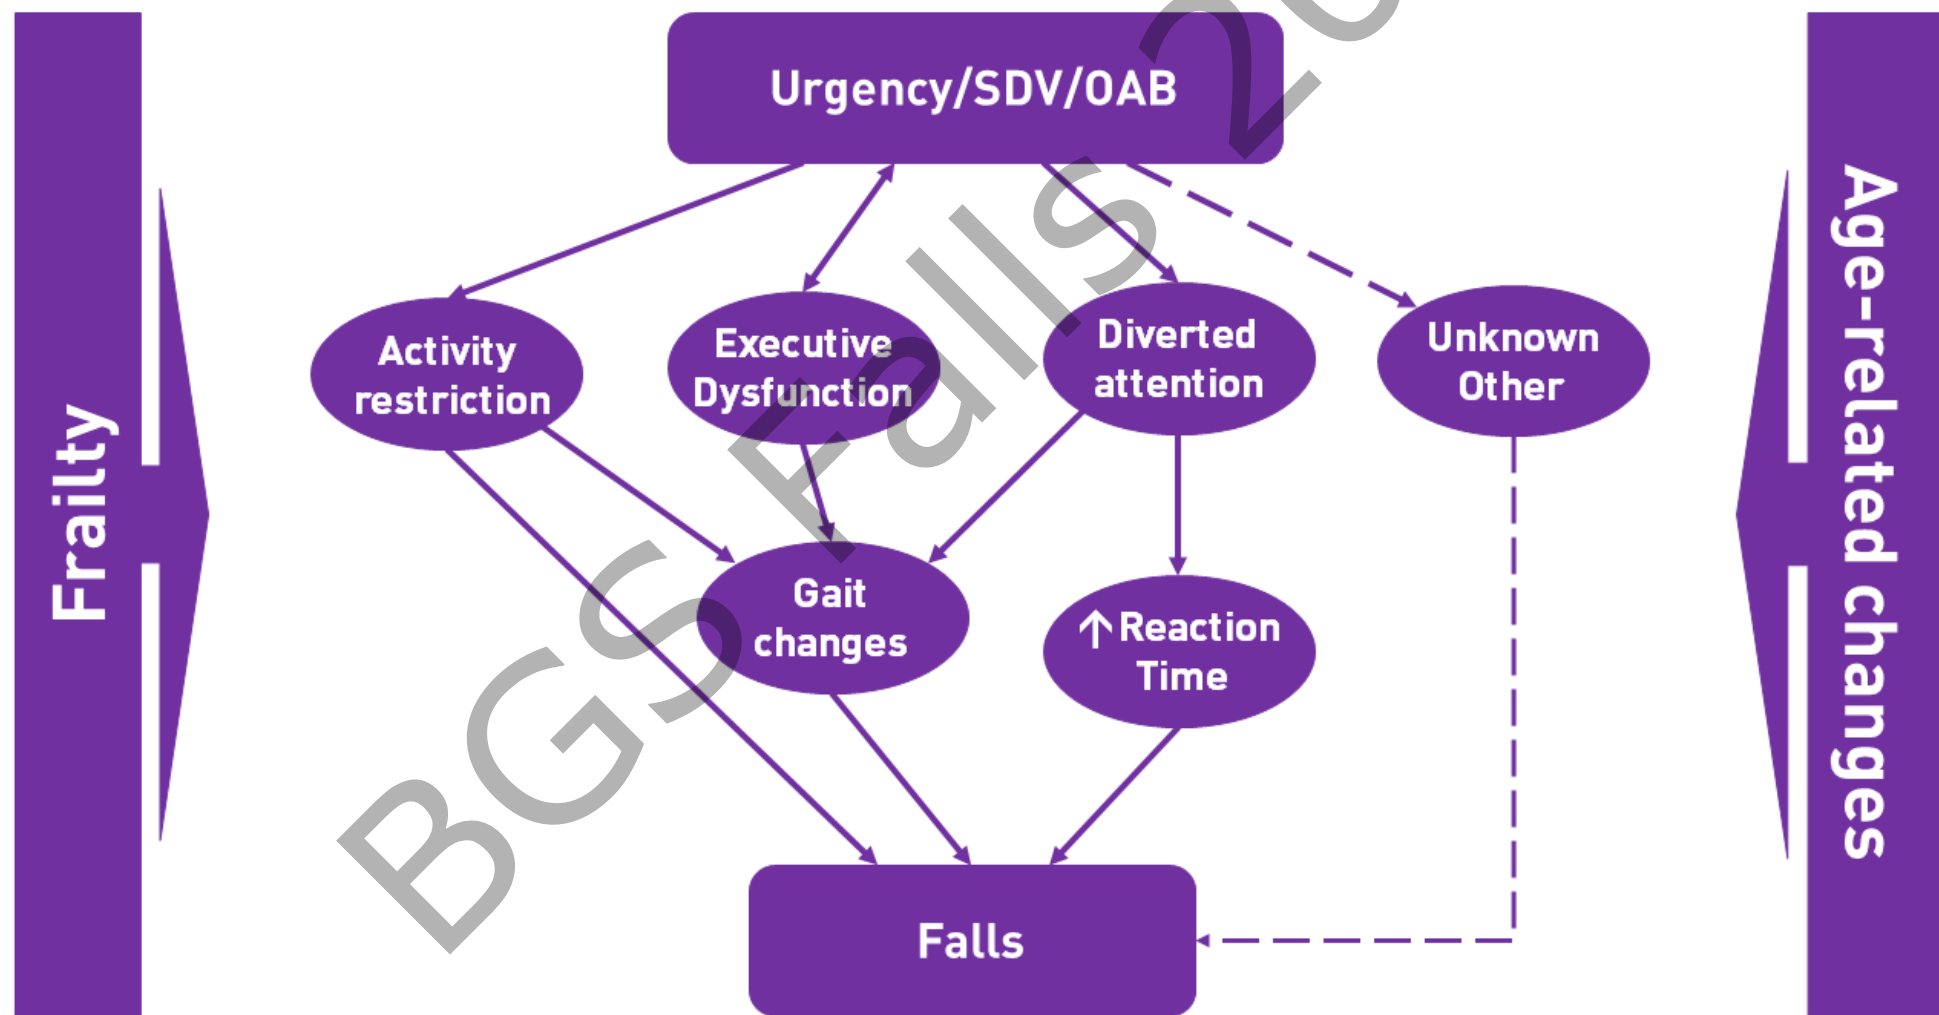 Urgency/SDV/OAB
Frailty
Age-related changes
Activity
restriction
Executive
Dysfunction
Diverted
attention
Unknown
Other
Gait
changes
↑Reaction
Time
Falls
BGS Falls